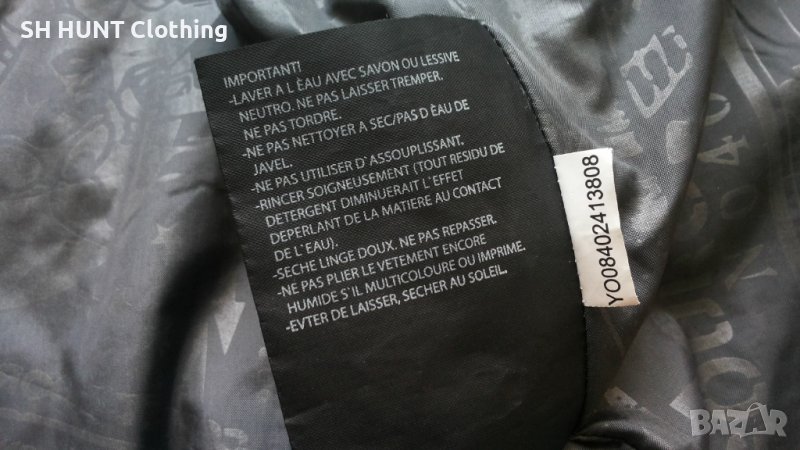 SH HUNT Clothing
IMPORTANT!
-LAVER A L ÈAU AVEC SAVON OU LESSIVE
NEUTRO. NE PAS LAISSER TREMPER.
NE PAS TORDRE.
-NE PAS NETTOYER A SEC/PAS D ÈAU DE
JAVEL.
-NE PAS UTILISER D`ASSOUPLISSANT.
-RINCER SOIGNEUSEMENT (TOUT RESIDU DE
DETERGENT DIMINUERAIT L`EFFET
DEPERLANT DE LA MATIERE AU CONTACT
DE L`EAU).
-SECHE LINGE DOUX. NE PAS REPASSER.
-NE PAS PLIER LE VETEMENT ENCORE
HUMIDE S`IL MULTICOLOURE OU IMPRIME.
-EVTER DE LAISSER, SECHER AU SOLEIL.
YO08402413808
BAZAR